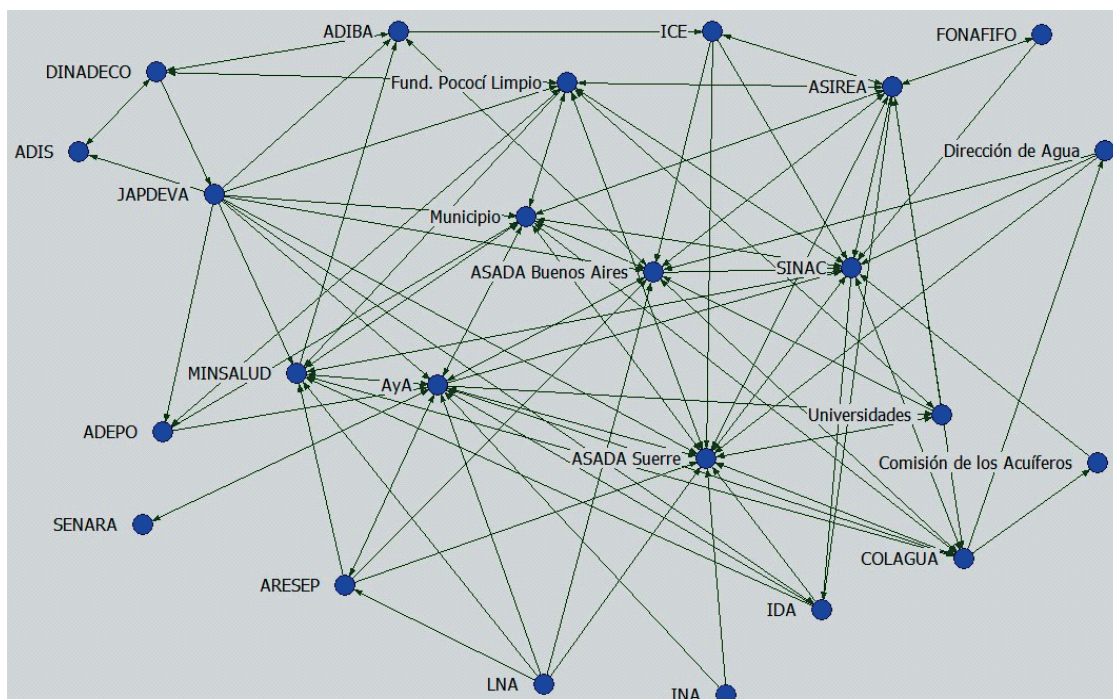 ADIBA
ICE
FONAFIFO
DINADECO
Fund. Pococí Limpio
ASIREA
ADIS
Dirección de Agua
JAPDEVA
Municipio
ASADA Buenos Aires
SINAC
MINSALUD
AyA
ADEPO
Universidades
ASADA Suerre
Comisión de los Acuíferos
SENARA
COLAGUA
ARESEP
IDA
LNA
INA